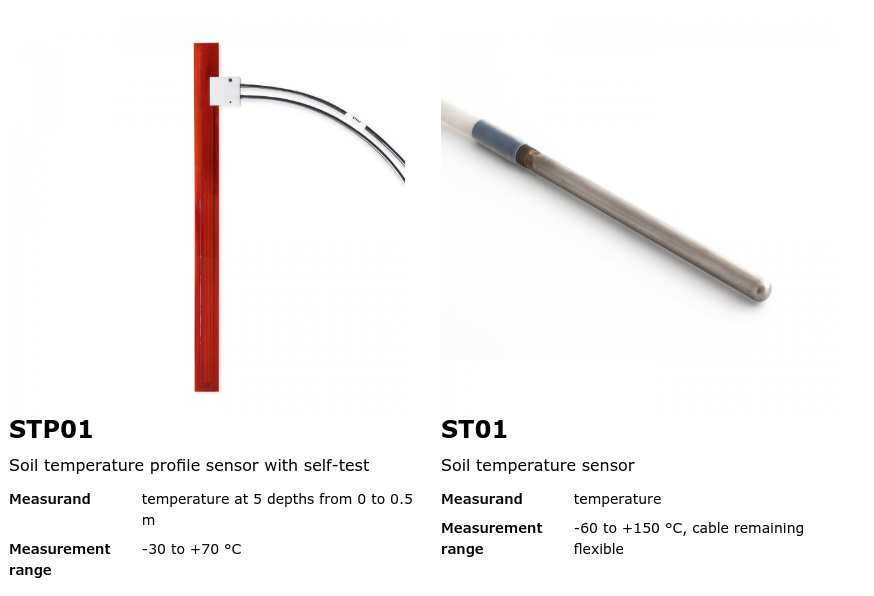 STP01
Soil temperature profile sensor with self-test
Measurand temperature at 5 depths from 0 to 0.5
m
Measurement -30 to +70 °C
range
ST01
Soil temperature sensor
Measurand temperature
Measurement -60 to +150 °C, cable remaining
range flexible